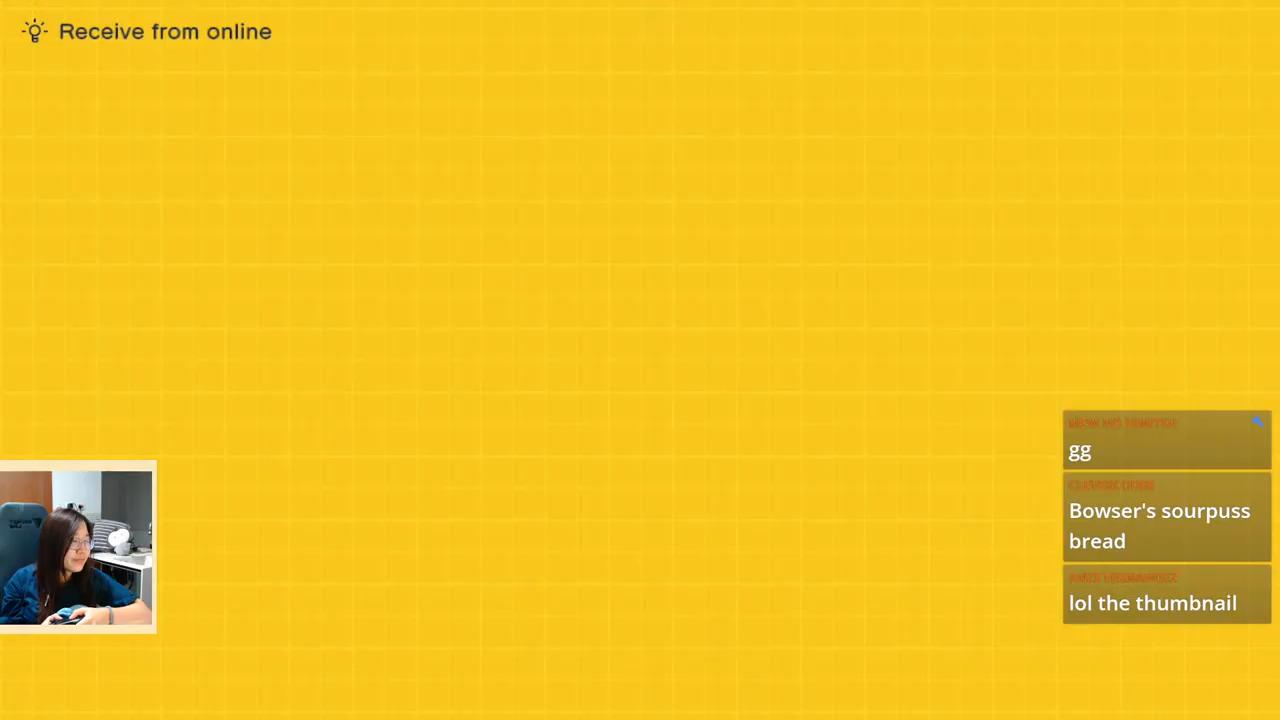 Receive from online
gg
Bowser's sourpuss
bread
lol the thumbnail